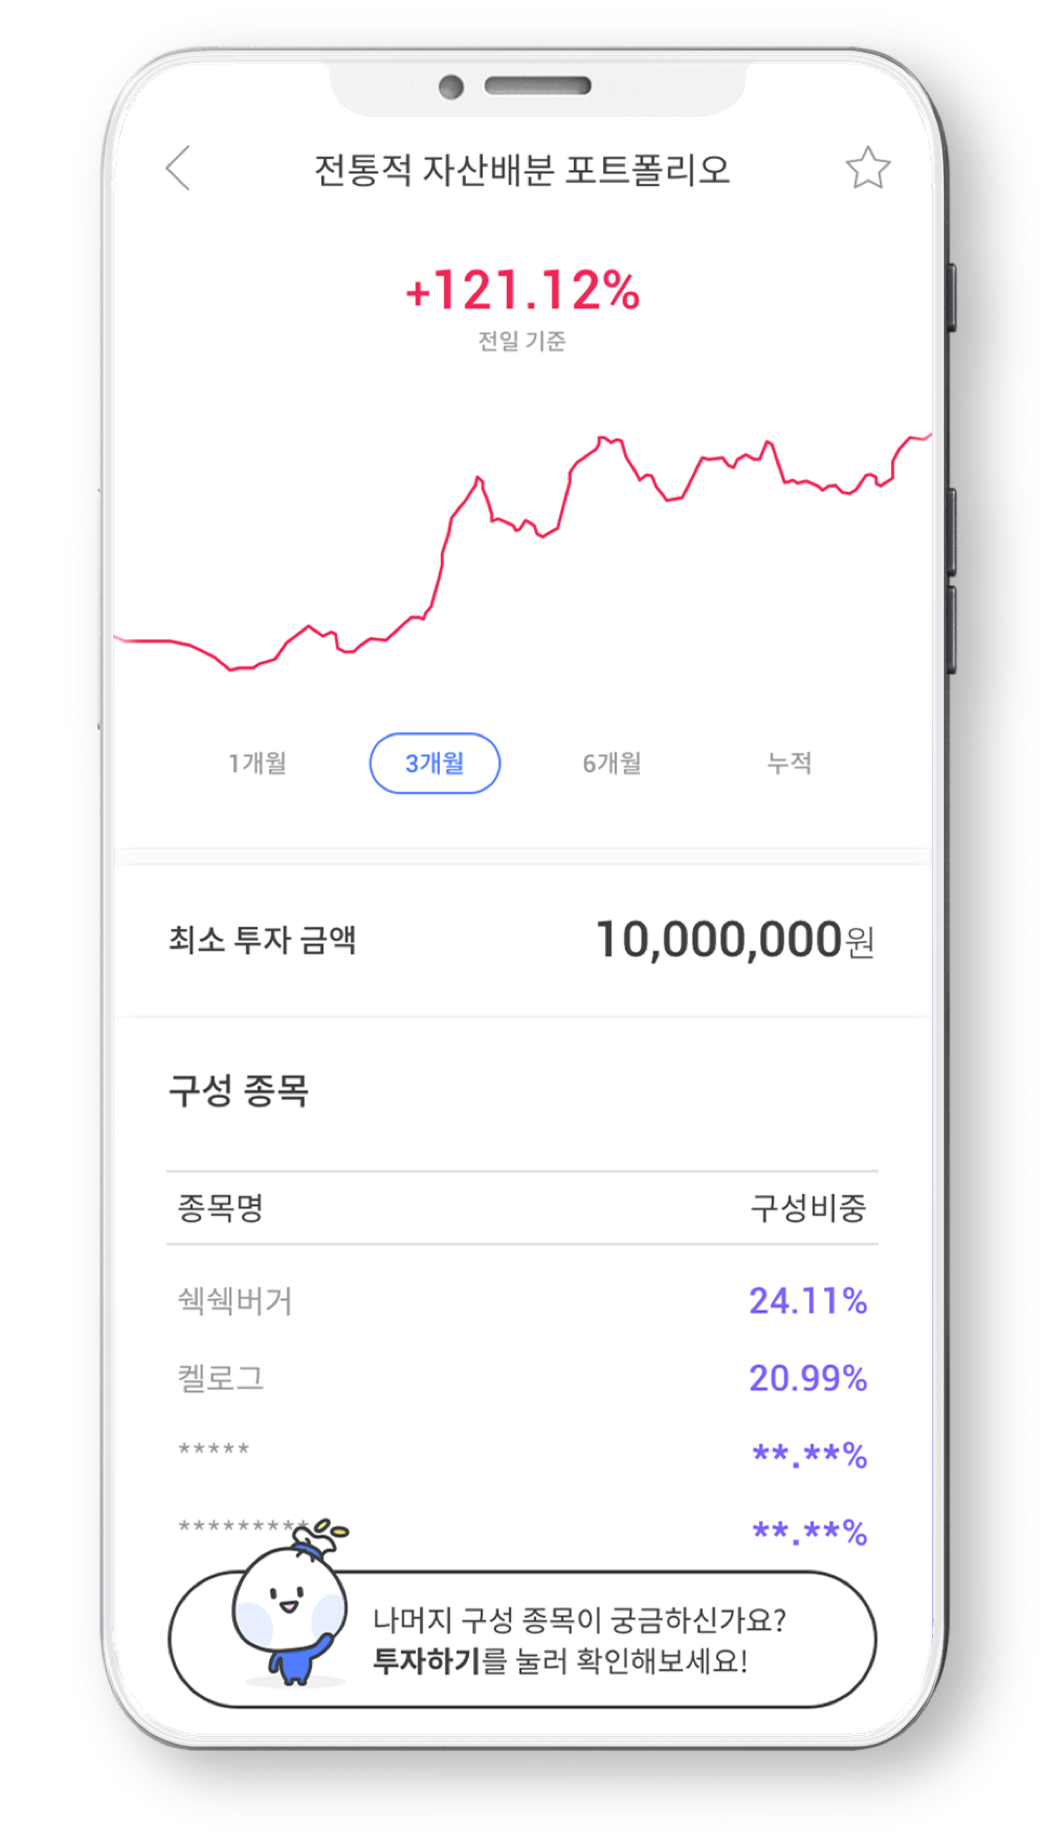 전통적 자산배분 포트폴리오
+121.12%
전일 기준
1개월 3개월 6개월 누적
최소 투자 금액 10,000,000원
구성 종목
종목명 구성비중
쉑쉑버거 24.11%
켈로그 20.99%
***** **.**%
********* **.**%
나머지 구성 종목이 궁금하신가요?
투자하기를 눌러 확인해보세요!